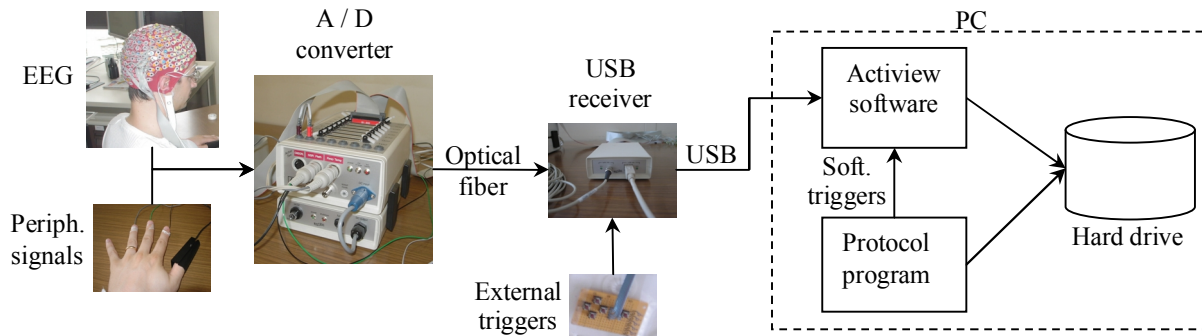 EEG
Periph.
signals
A / D
converter
Optical
fiber
USB
receiver
External
triggers
USB
PC
Actiview
software
Soft.
triggers
Protocol
program
Hard drive